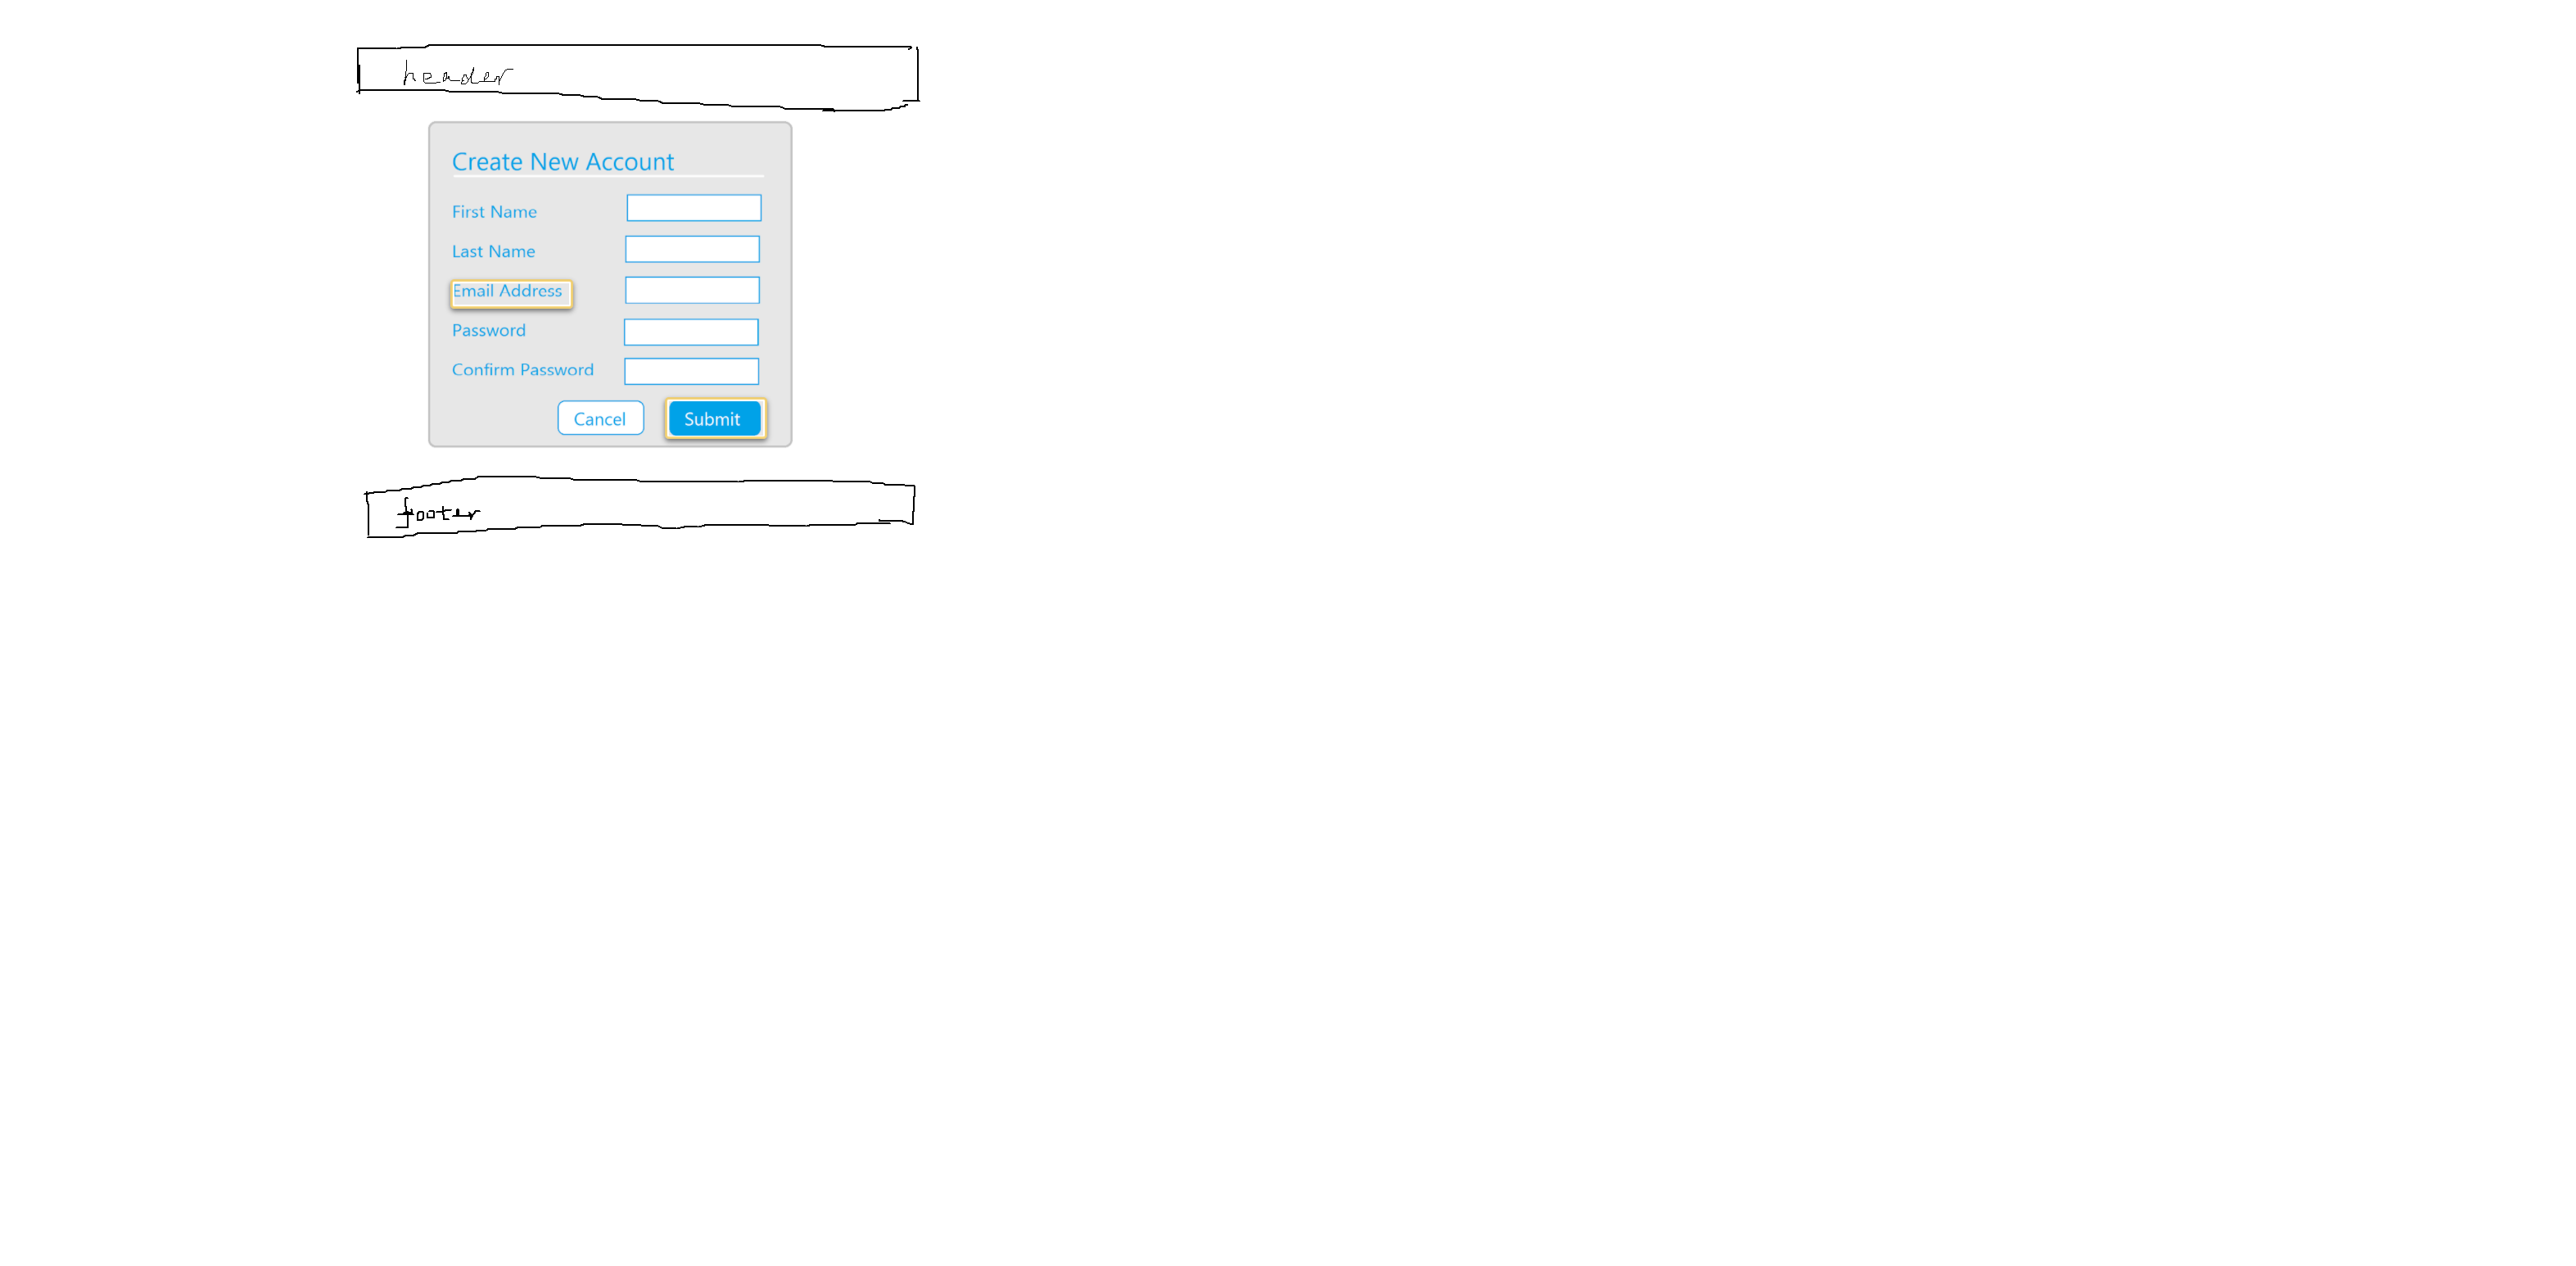 header
Create New Account
First Name
Last Name
Email Address
Password
Confirm Password
Cancel Submit
footer